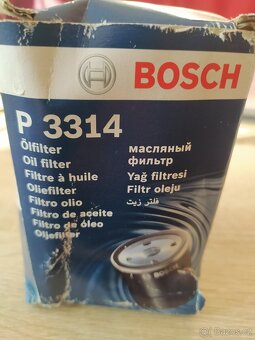 BOSCH
P 3314
Ölfilter
Oil filter
Filtre à huile
Oliefilter
Filtro olio
Filtro de aceite
Filtro de óleo
Oljefilter
масляный
фильтр
Yağ filtresi
Filtr oleju
فلتر زيت
BOSCH